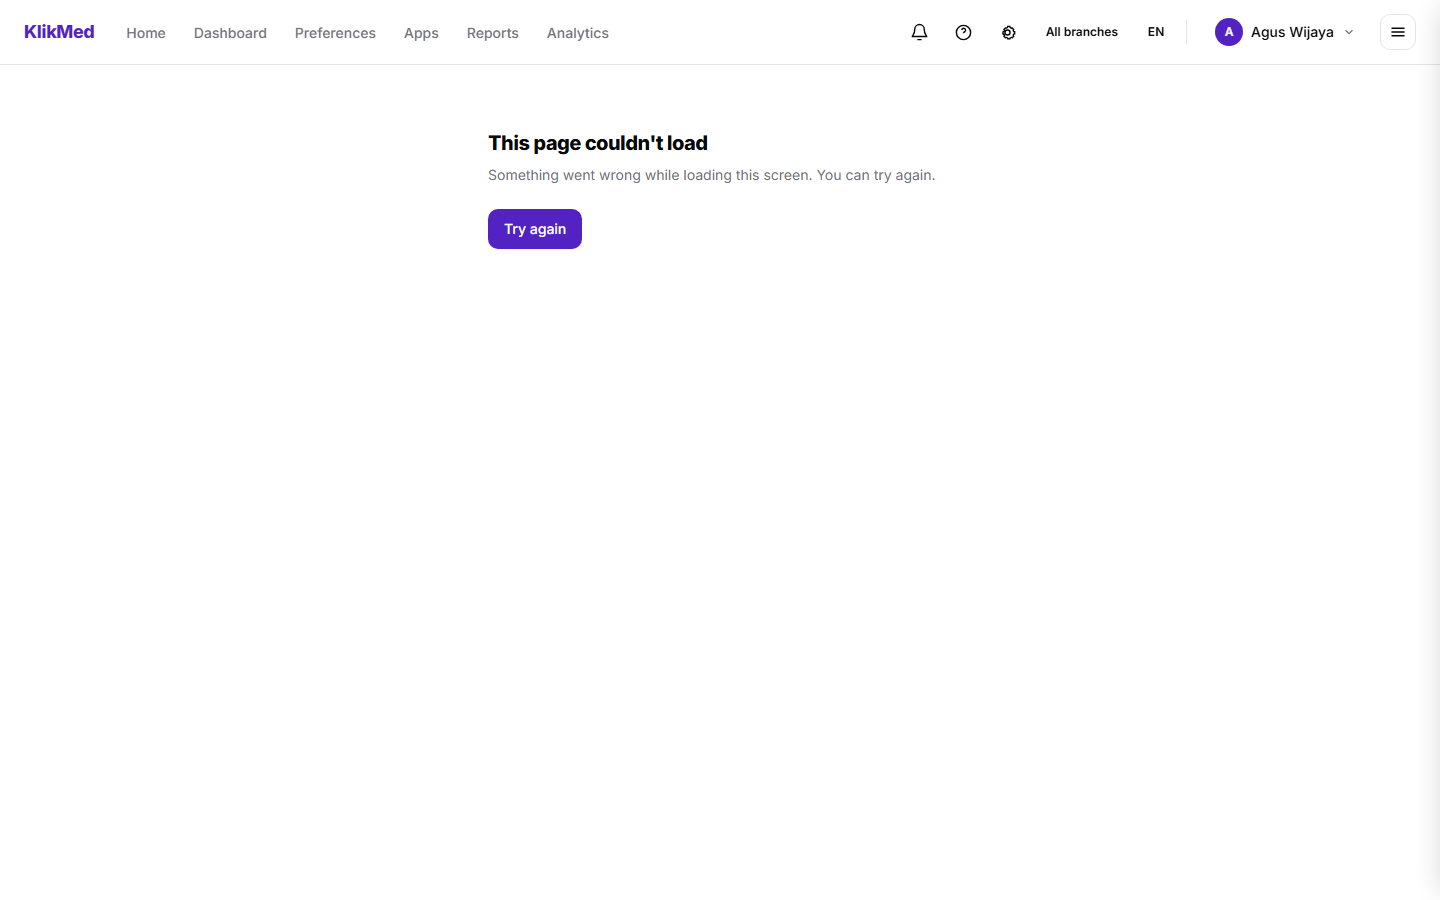 KlikMed Home Dashboard Preferences Apps Reports Analytics All branches EN A Agus Wijaya
This page couldn't load
Something went wrong while loading this screen. You can try again.
Try again